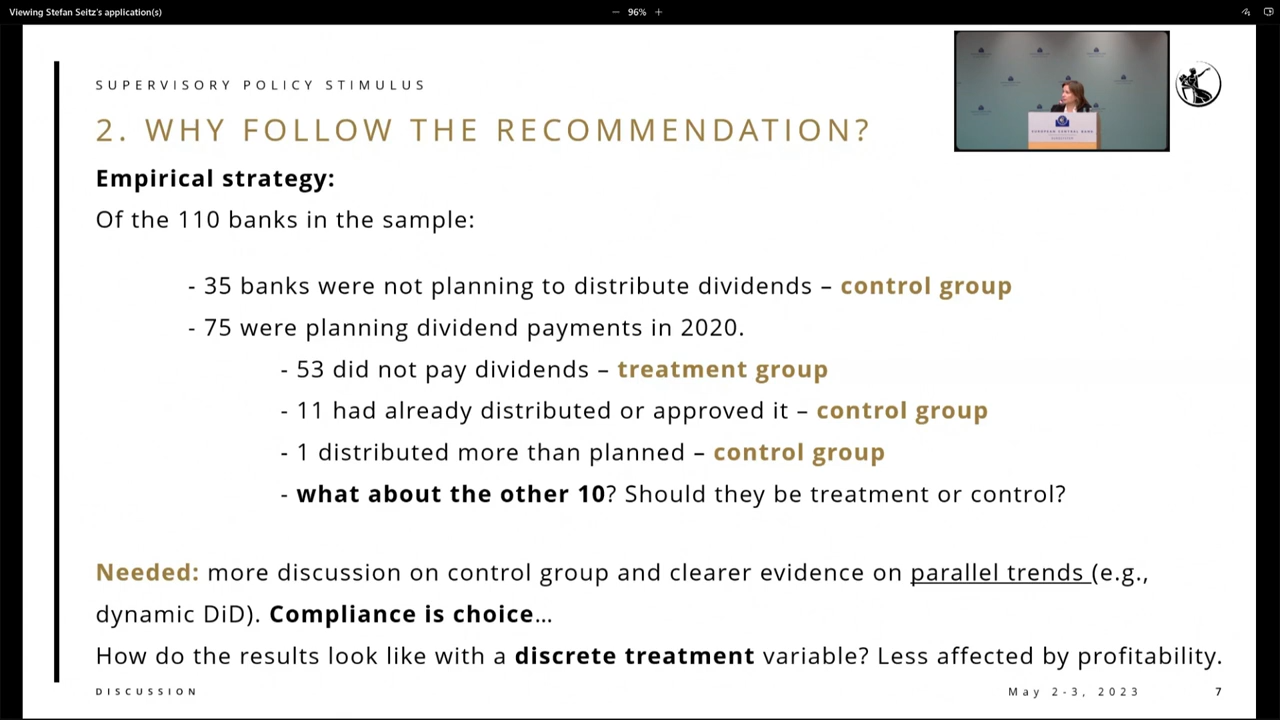 Viewing Stefan Seitz's application(s)
− 96% +
SUPERVISORY POLICY STIMULUS
2. WHY FOLLOW THE RECOMMENDATION?
Empirical strategy:
Of the 110 banks in the sample:
- 35 banks were not planning to distribute dividends – control group
- 75 were planning dividend payments in 2020.
- 53 did not pay dividends – treatment group
- 11 had already distributed or approved it – control group
- 1 distributed more than planned – control group
- what about the other 10? Should they be treatment or control?
Needed: more discussion on control group and clearer evidence on parallel trends (e.g.,
dynamic DiD). Compliance is choice…
How do the results look like with a discrete treatment variable? Less affected by profitability.
DISCUSSION
May 2-3, 2023
7
EUROPEAN CENTRAL BANK